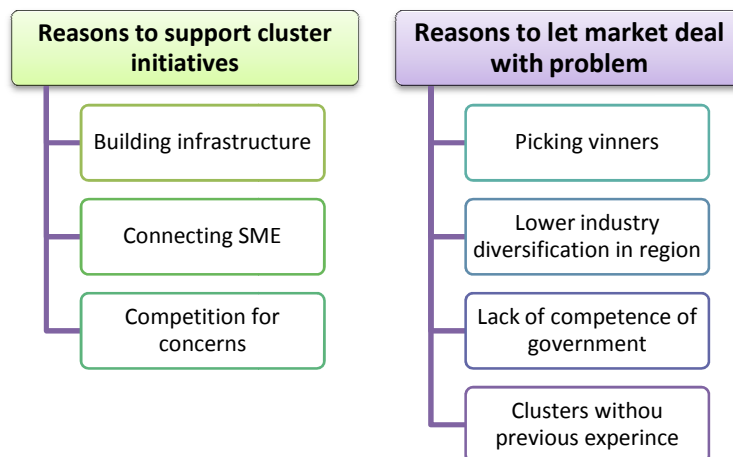 Reasons to support cluster
initiatives
Building infrastructure
Connecting SME
Competition for
concerns
Reasons to let market deal
with problem
Picking vinners
Lower industry
diversification in region
Lack of competence of
government
Clusters withou
previous experince